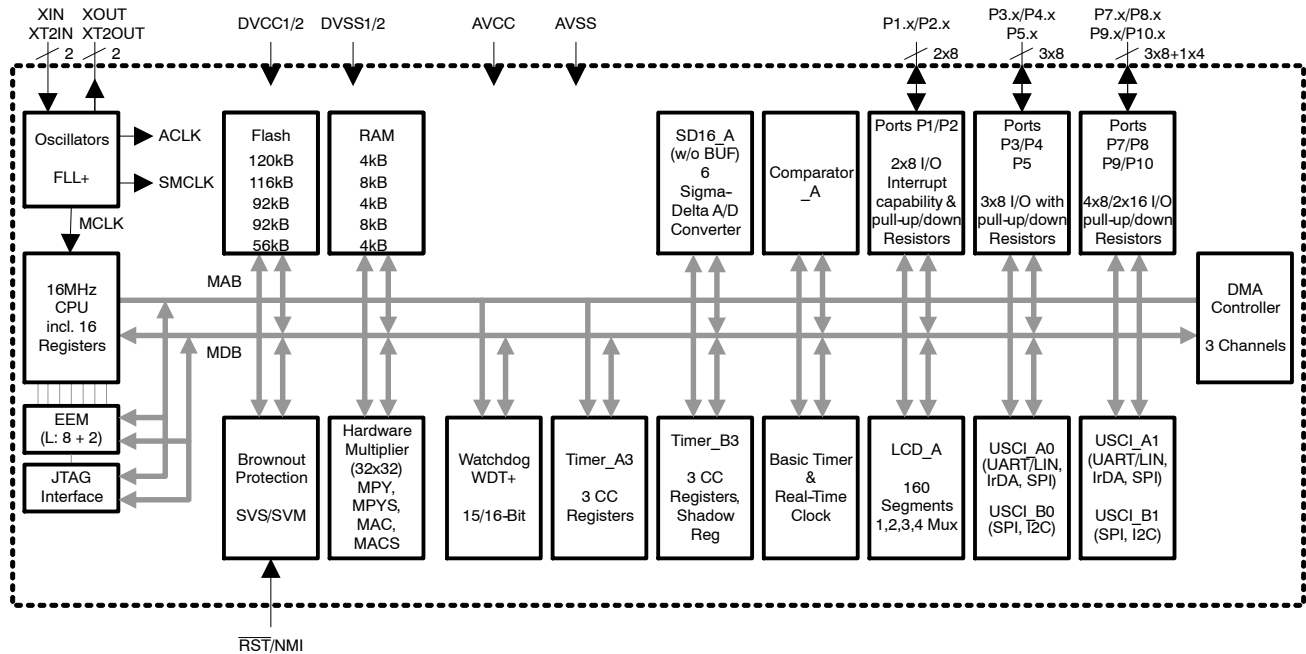 XIN
XT2IN
XOUT
XT2OUT
DVCC1/2
DVSS1/2
AVCC
AVSS
P1.x/P2.x
P3.x/P4.x
P5.x
P7.x/P8.x
P9.x/P10.x
2
2
2x8
3x8
3x8+1x4
Oscillators
FLL+
ACLK
SMCLK
MCLK
Flash
120kB
116kB
92kB
92kB
56kB
RAM
4kB
8kB
4kB
8kB
4kB
SD16_A
(w/o BUF)
6
Sigma-
Delta A/D
Converter
Comparator
_A
Ports P1/P2
2x8 I/O
Interrupt
capability &
pull-up/down
Resistors
Ports
P3/P4
P5
3x8 I/O with
pull-up/down
Resistors
Ports
P7/P8
P9/P10
4x8/2x16 I/O
pull-up/down
Resistors
16MHz
CPU
incl. 16
Registers
MAB
MDB
DMA
Controller
3 Channels
EEM
(L: 8 + 2)
JTAG
Interface
Brownout
Protection
SVS/SVM
Hardware
Multiplier
(32x32)
MPY,
MPYS,
MAC,
MACS
Watchdog
WDT+
15/16-Bit
Timer_A3
3 CC
Registers
Timer_B3
3 CC
Registers,
Shadow
Reg
Basic Timer
&
Real-Time
Clock
LCD_A
160
Segments
1,2,3,4 Mux
USCI_A0
(UART/LIN,
IrDA, SPI)
USCI_B0
(SPI, I2C)
USCI_A1
(UART/LIN,
IrDA, SPI)
USCI_B1
(SPI, I2C)
RST/NMI